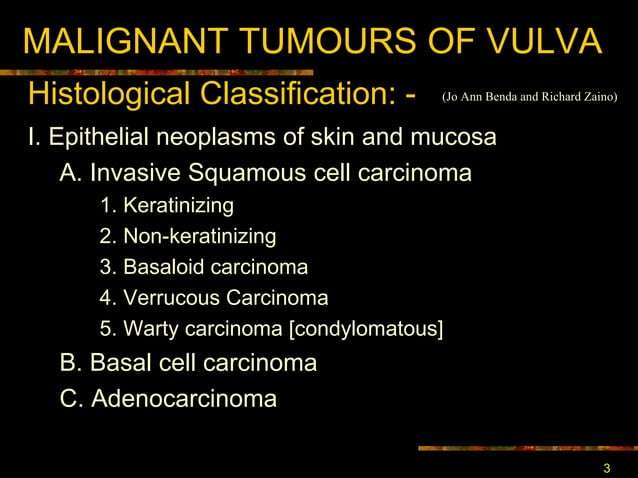 MALIGNANT TUMOURS OF VULVA
Histological Classification: - (Jo Ann Benda and Richard Zaino)
I. Epithelial neoplasms of skin and mucosa
A. Invasive Squamous cell carcinoma
1. Keratinizing
2. Non-keratinizing
3. Basaloid carcinoma
4. Verrucous Carcinoma
5. Warty carcinoma [condylomatous]
B. Basal cell carcinoma
C. Adenocarcinoma
3